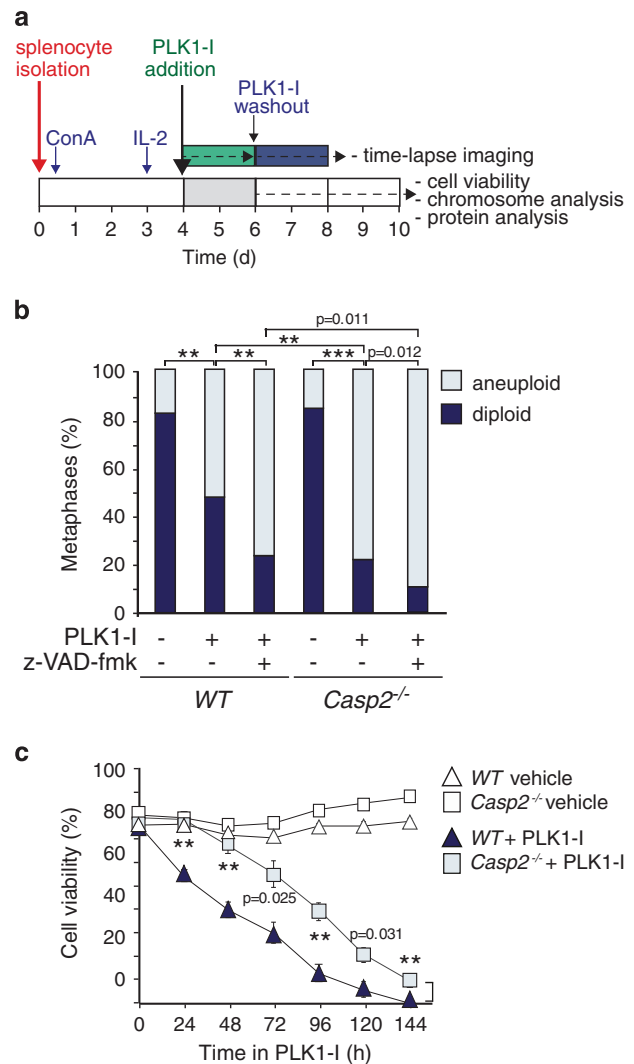 a
splenocyte isolation
PLK1-I addition
PLK1-I washout
ConA
IL-2
- time-lapse imaging
- cell viability
- chromosome analysis
- protein analysis
0 1 2 3 4 5 6 7 8 9 10
Time (d)
b
p=0.011
**
** ** *** p=0.012
100
80
60
40
20
0
Metaphases (%)
aneuploid
diploid
PLK1-I - + + - + +
z-VAD-fmk - - + - - +
WT Casp2-/-
c
100
80
60
40
20
0
Cell viability (%)
WT vehicle
Casp2-/- vehicle
WT + PLK1-I
Casp2-/- + PLK1-I
**
**
p=0.025
**
p=0.031
**
0 24 48 72 96 120 144
Time in PLK1-I (h)